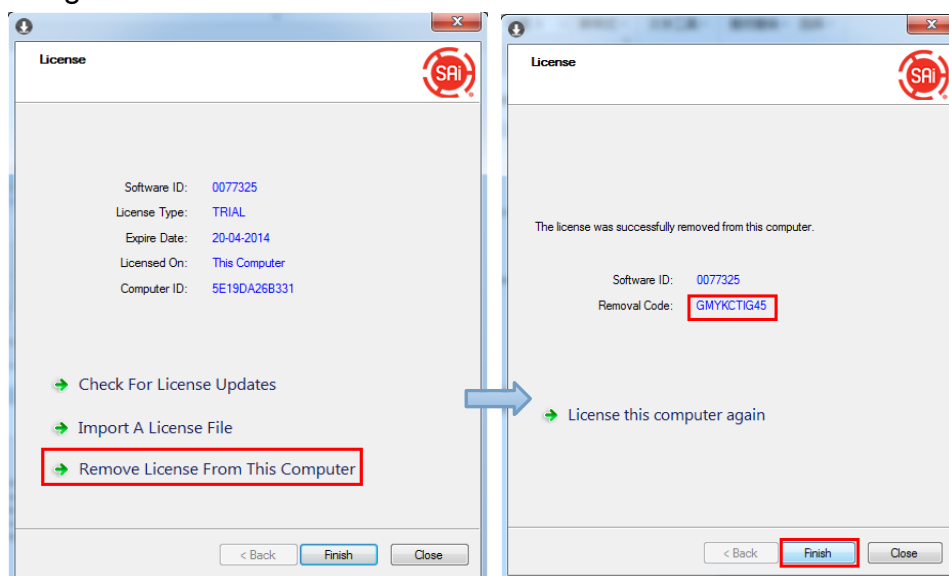 License
SAi
Software ID: 0077325
License Type: TRIAL
Expire Date: 20-04-2014
Licensed On: This Computer
Computer ID: 5E19DA26B331
Check For License Updates
Import A License File
Remove License From This Computer
< Back Finish Close
License
SAi
The license was successfully removed from this computer.
Software ID: 0077325
Removal Code: GMYKCTIG45
License this computer again
< Back Finish Close